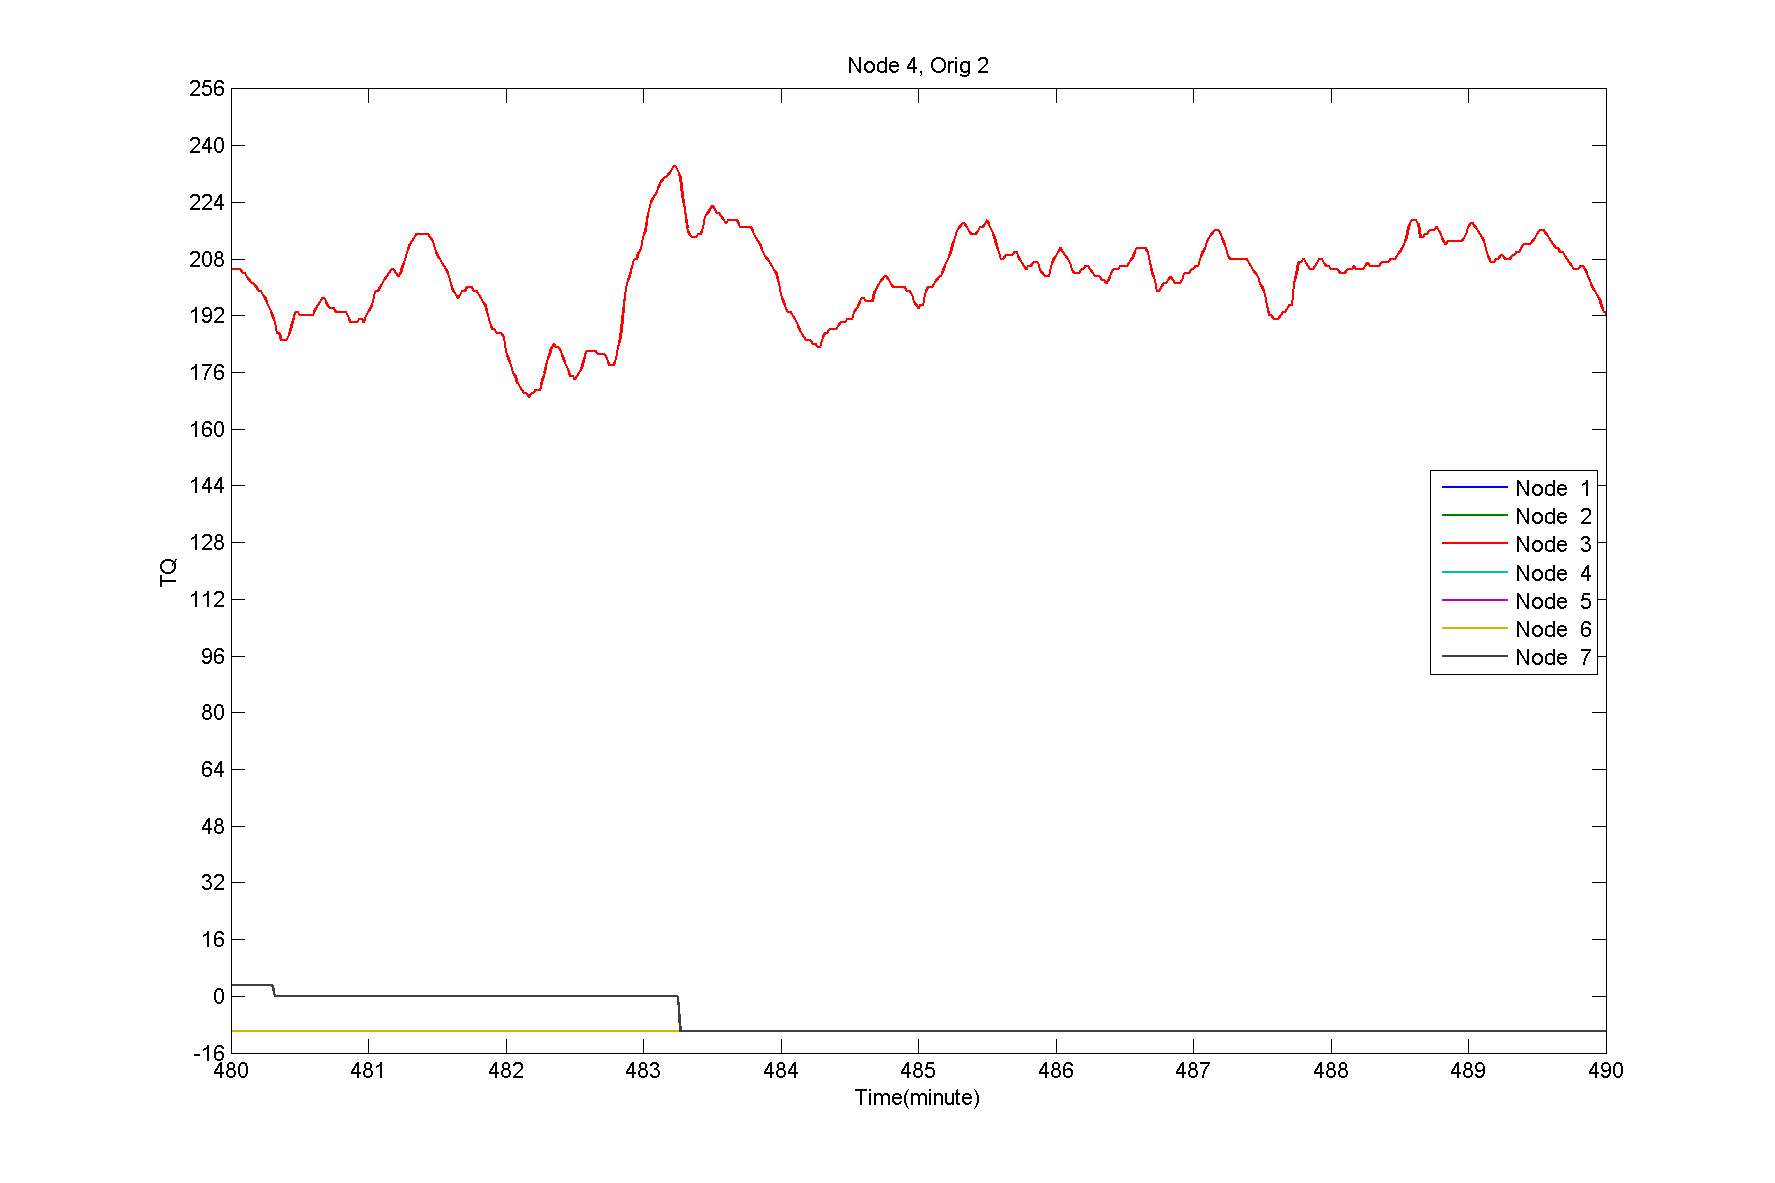 Node 4, Orig 2
256
240
224
208
192
176
160
144
128
112
96
80
64
48
32
16
0
-16
TQ
Node 1
Node 2
Node 3
Node 4
Node 5
Node 6
Node 7
480 481 482 483 484 485 486 487 488 489 490
Time(minute)